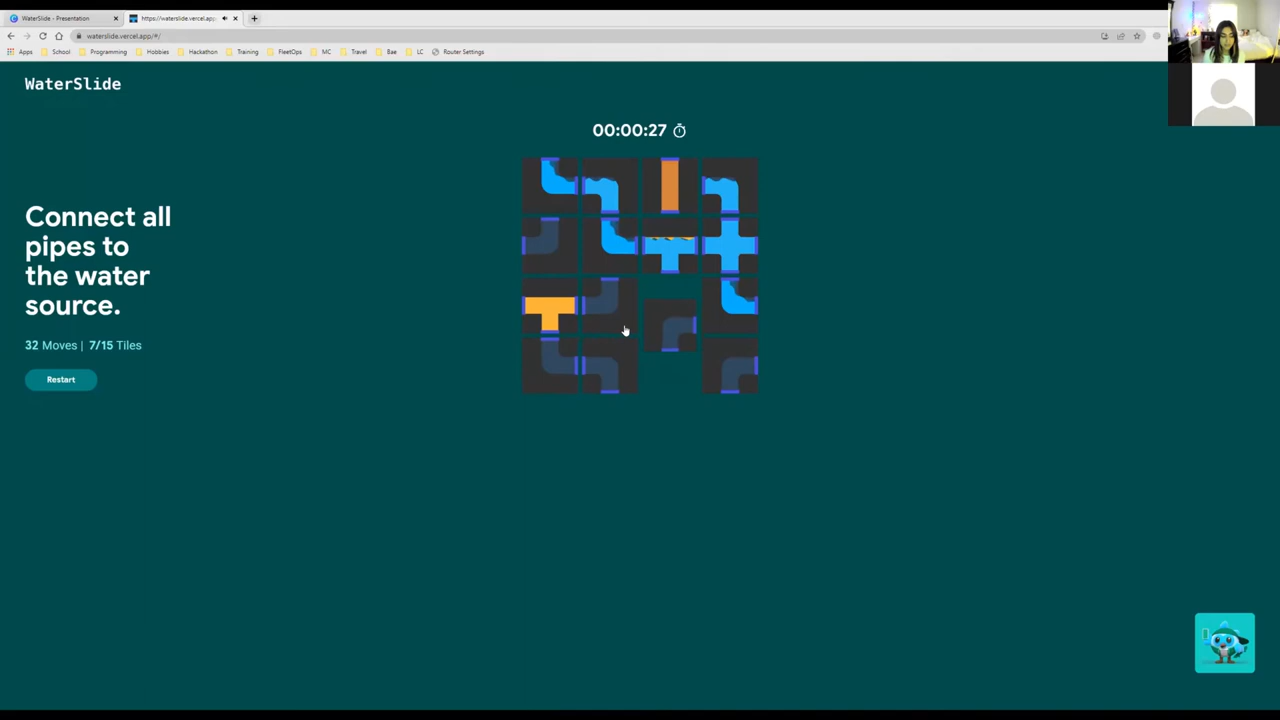 WaterSlide - Presentation
https://waterslide.vercel.app
waterslide.vercel.app/#/
Apps School Programming Hobbies Hackathon Training FleetOps MC Travel Bae LC Router Settings
WaterSlide
00:00:27
Connect all
pipes to
the water
source.
32 Moves | 7/15 Tiles
Restart